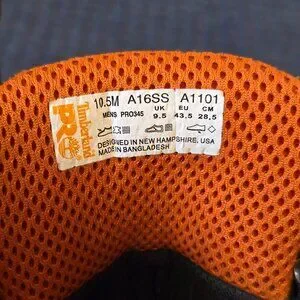 Timberland
PRO
10.5M A16SS UK EU CM A1101
MENS PRO345 9.5 43.5 28.5
DESIGNED IN NEW HAMPSHIRE, USA
MADE IN BANGLADESH